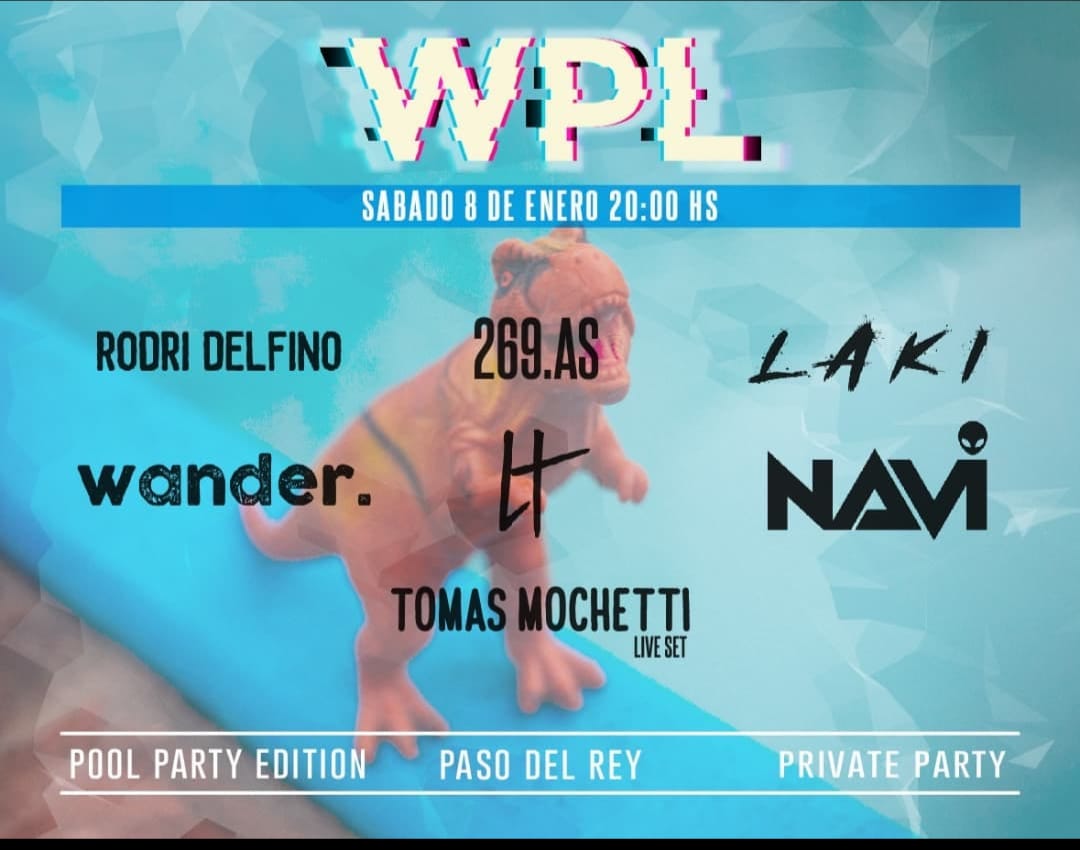 WPL
SABADO 8 DE ENERO 20:00 HS
RODRI DELFINO 269.AS LAKI
wander. LT NAVI
TOMAS MOCHETTI
LIVE SET
POOL PARTY EDITION PASO DEL REY PRIVATE PARTY